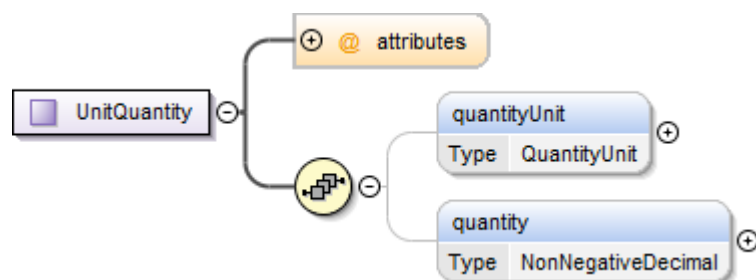 @ attributes
UnitQuantity
quantityUnit
Type QuantityUnit
quantity
Type NonNegativeDecimal